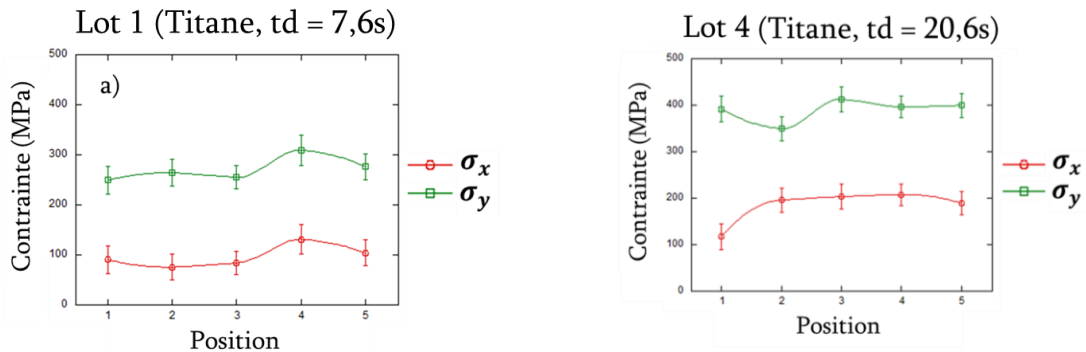 Lot 1 (Titane, td = 7,6s)
500
400
300
200
100
0
a)
Contrainte (MPa)
1 2 3 4 5
Position
σx
σy
Lot 4 (Titane, td = 20,6s)
500
400
300
200
100
0
Contrainte (MPa)
1 2 3 4 5
Position
σx
σy